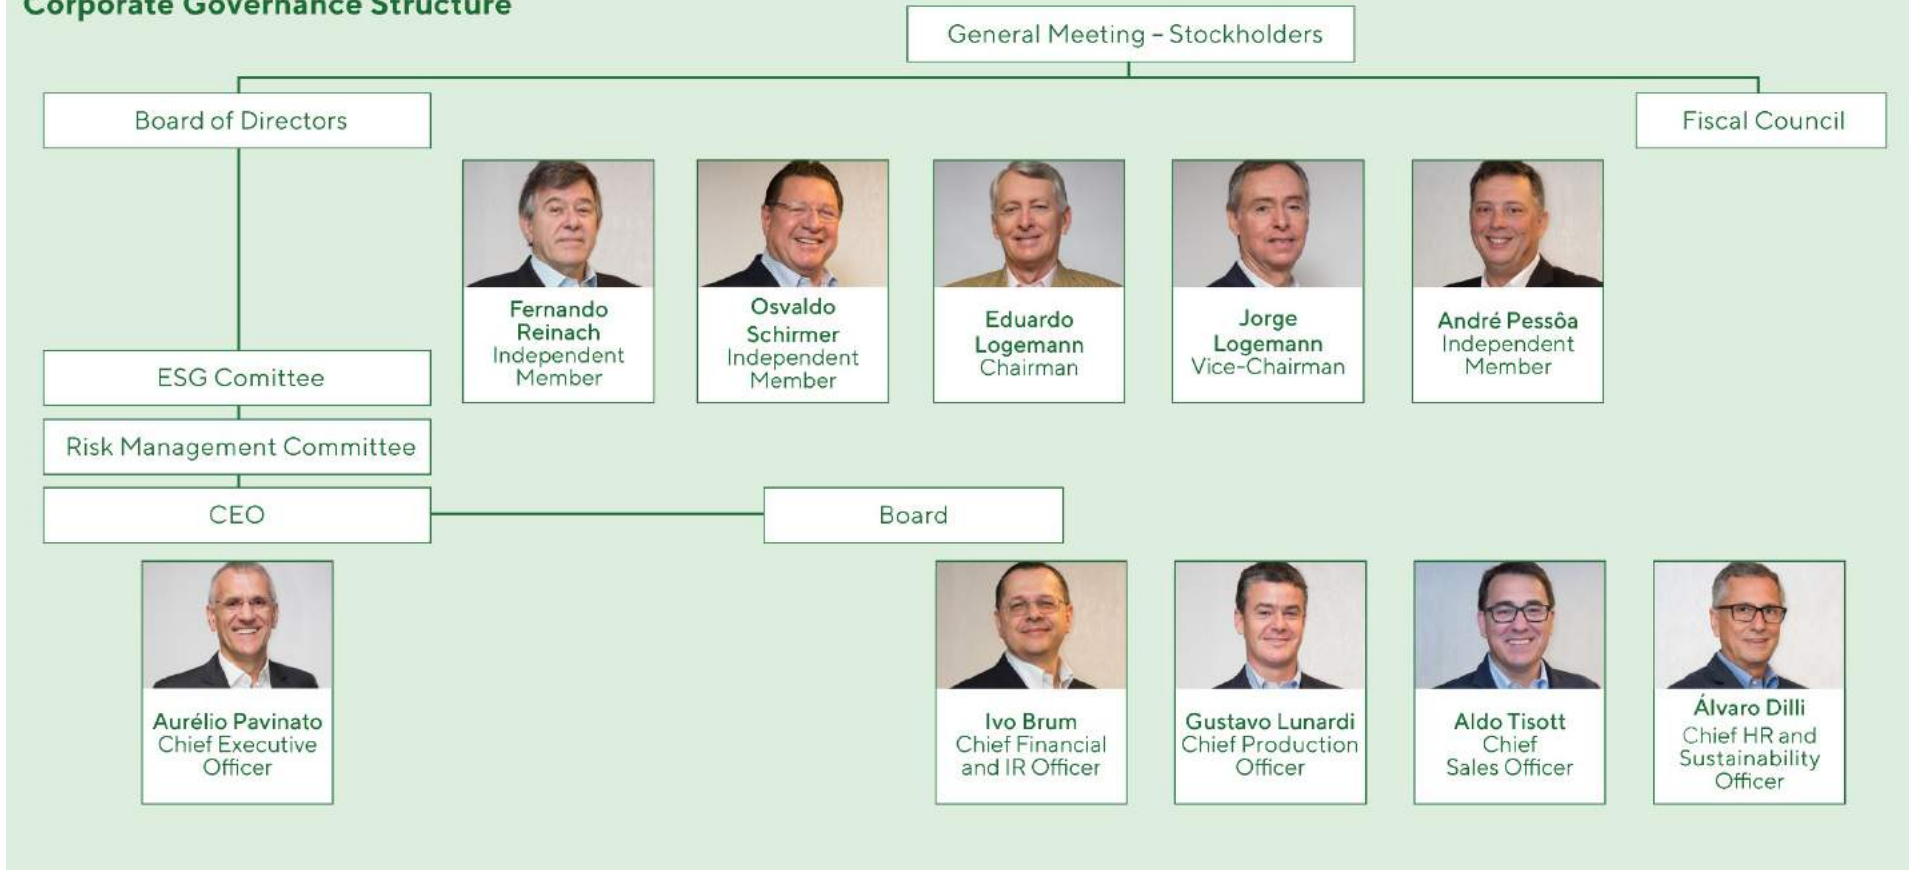 Corporate Governance Structure
General Meeting – Stockholders
Board of Directors
Fiscal Council
Fernando
Reinach
Independent
Member
Osvaldo
Schirmer
Independent
Member
Eduardo
Logemann
Chairman
Jorge
Logemann
Vice-Chairman
André Pessôa
Independent
Member
ESG Comittee
Risk Management Committee
CEO
Board
Aurélio Pavinato
Chief Executive
Officer
Ivo Brum
Chief Financial
and IR Officer
Gustavo Lunardi
Chief Production
Officer
Aldo Tisott
Chief
Sales Officer
Álvaro Dilli
Chief HR and
Sustainability
Officer